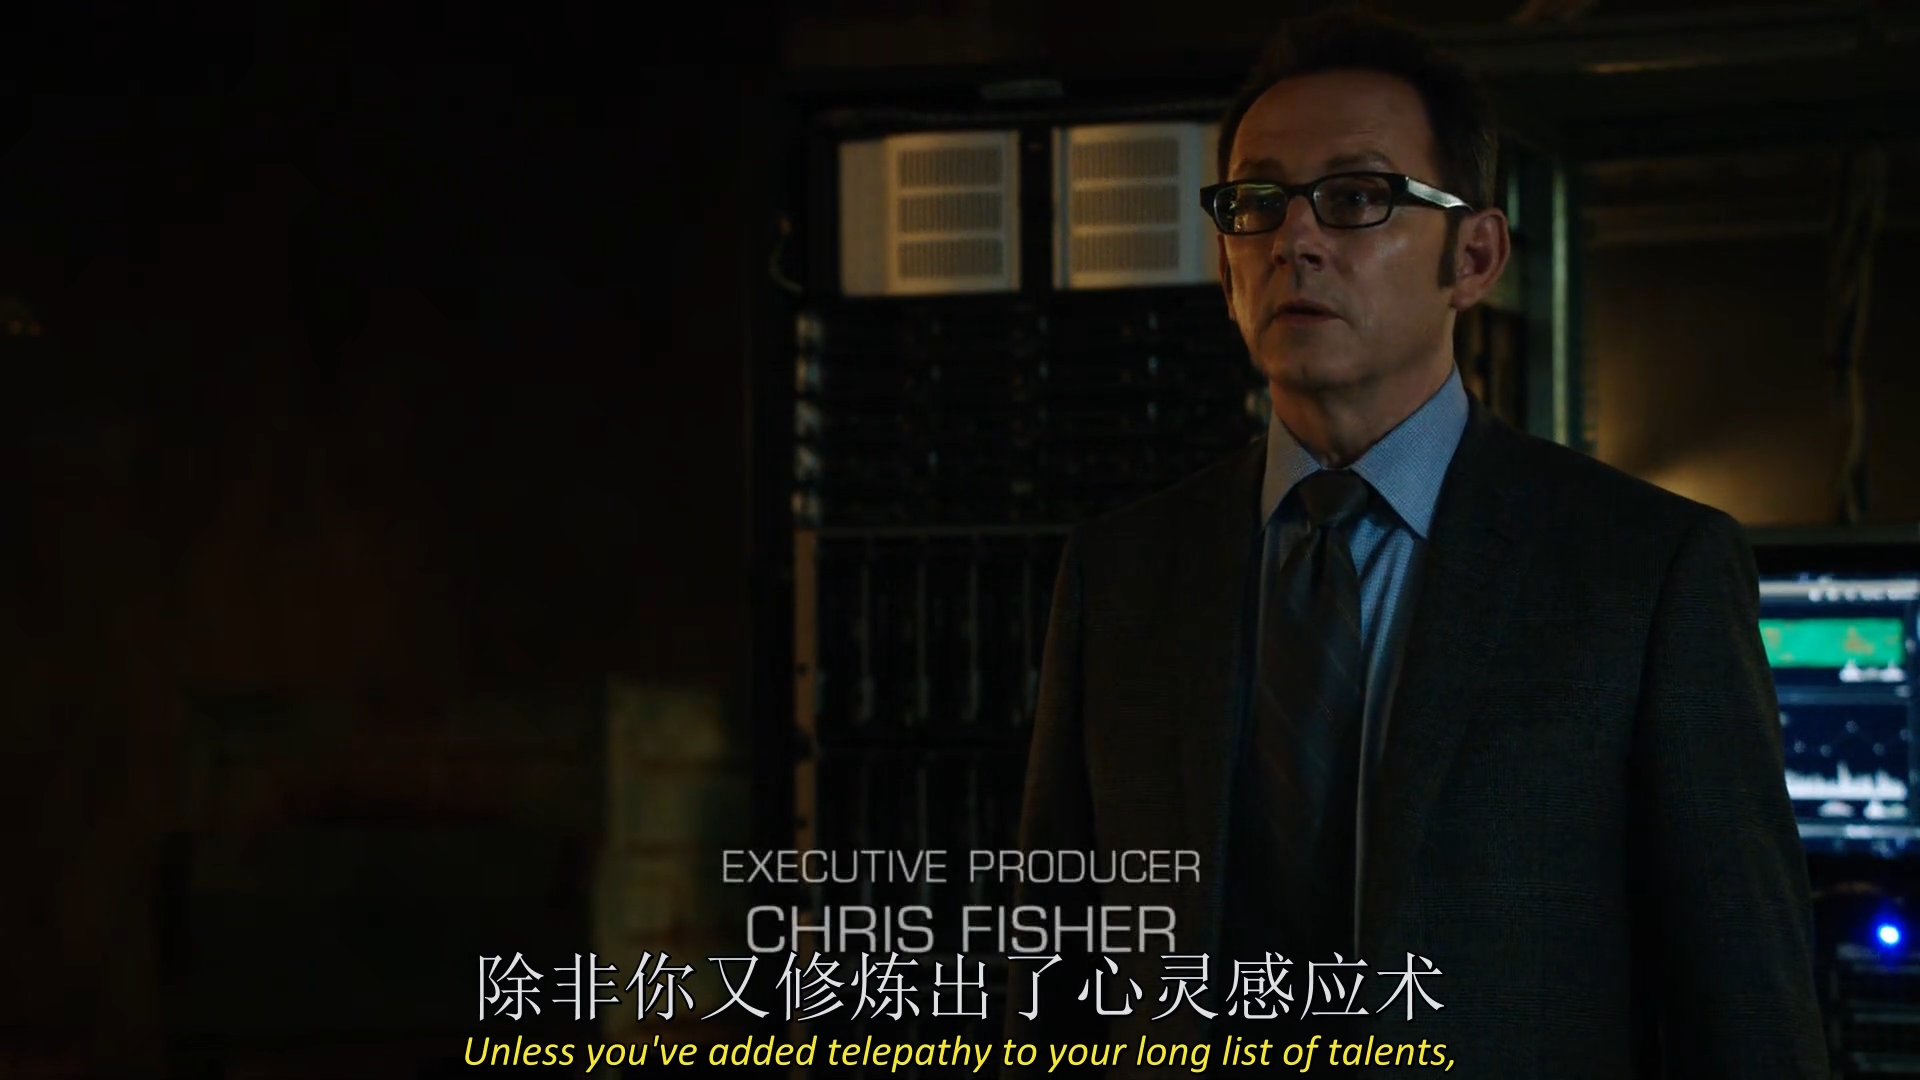 EXECUTIVE PRODUCER
CHRIS FISHER
除非你又修炼出了心灵感应术
Unless you've added telepathy to your long list of talents,